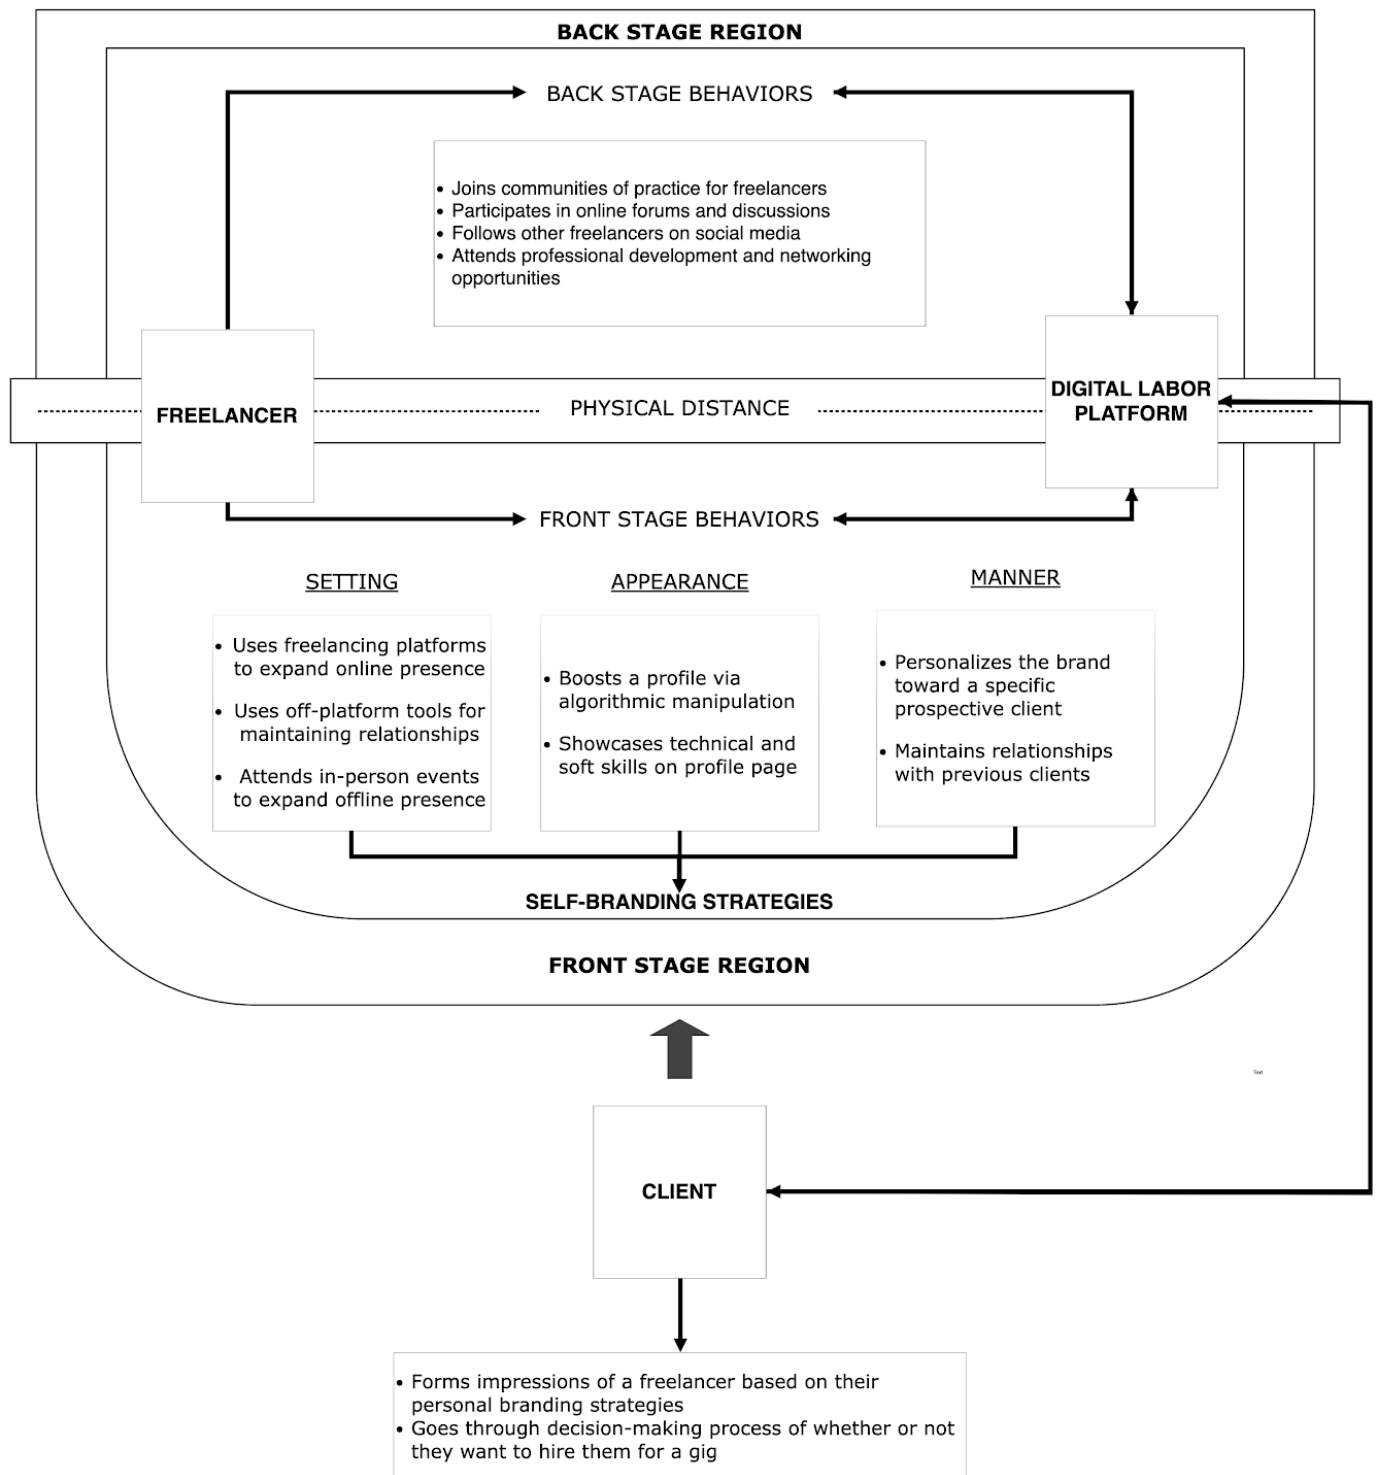 BACK STAGE REGION
BACK STAGE BEHAVIORS
• Joins communities of practice for freelancers
• Participates in online forums and discussions
• Follows other freelancers on social media
• Attends professional development and networking
opportunities
FREELANCER
PHYSICAL DISTANCE
DIGITAL LABOR
PLATFORM
FRONT STAGE BEHAVIORS
SETTING
• Uses freelancing platforms
to expand online presence
• Uses off-platform tools for
maintaining relationships
• Attends in-person events
to expand offline presence
APPEARANCE
• Boosts a profile via
algorithmic manipulation
• Showcases technical and
soft skills on profile page
MANNER
• Personalizes the brand
toward a specific
prospective client
• Maintains relationships
with previous clients
SELF-BRANDING STRATEGIES
FRONT STAGE REGION
Text
CLIENT
• Forms impressions of a freelancer based on their
personal branding strategies
• Goes through decision-making process of whether or not
they want to hire them for a gig